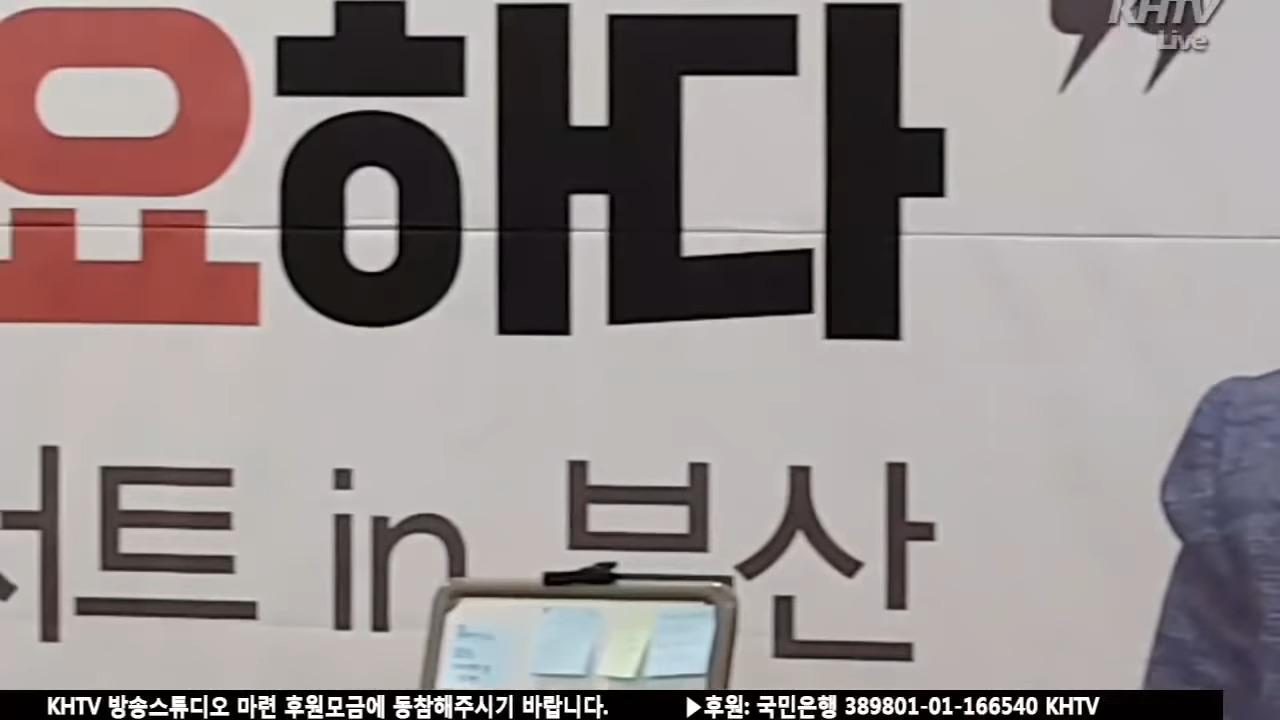 KHTV
Live
요하다
서트 in 부산
KHTV 방송스튜디오 마련 후원모금에 동참해주시기 바랍니다. ▶후원: 국민은행 389801-01-166540 KHTV